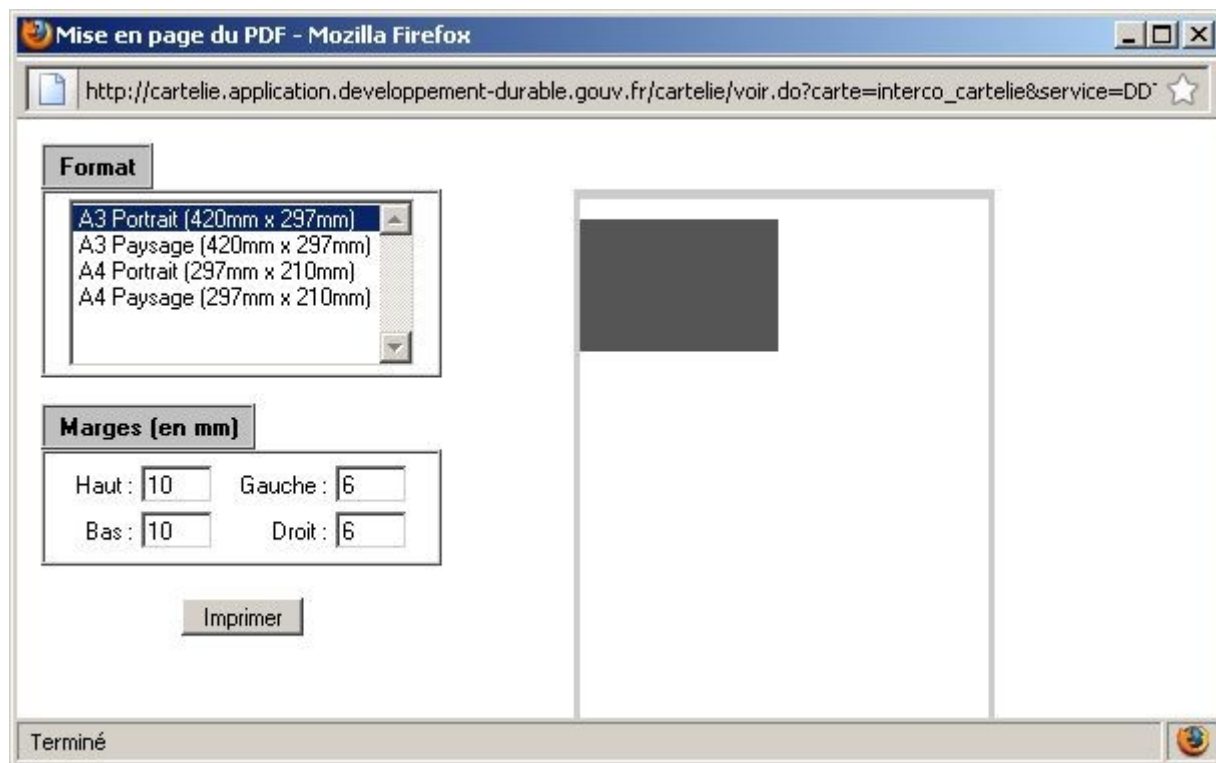 Mise en page du PDF - Mozilla Firefox
http://cartelie.application.developpement-durable.gouv.fr/cartelie/voir.do?carte=interco_cartelie&service=DDT
Format
A3 Portrait (420mm x 297mm)
A3 Paysage (420mm x 297mm)
A4 Portrait (297mm x 210mm)
A4 Paysage (297mm x 210mm)
Marges (en mm)
Haut : 10 Gauche : 6
Bas : 10 Droit : 6
Imprimer
Terminé